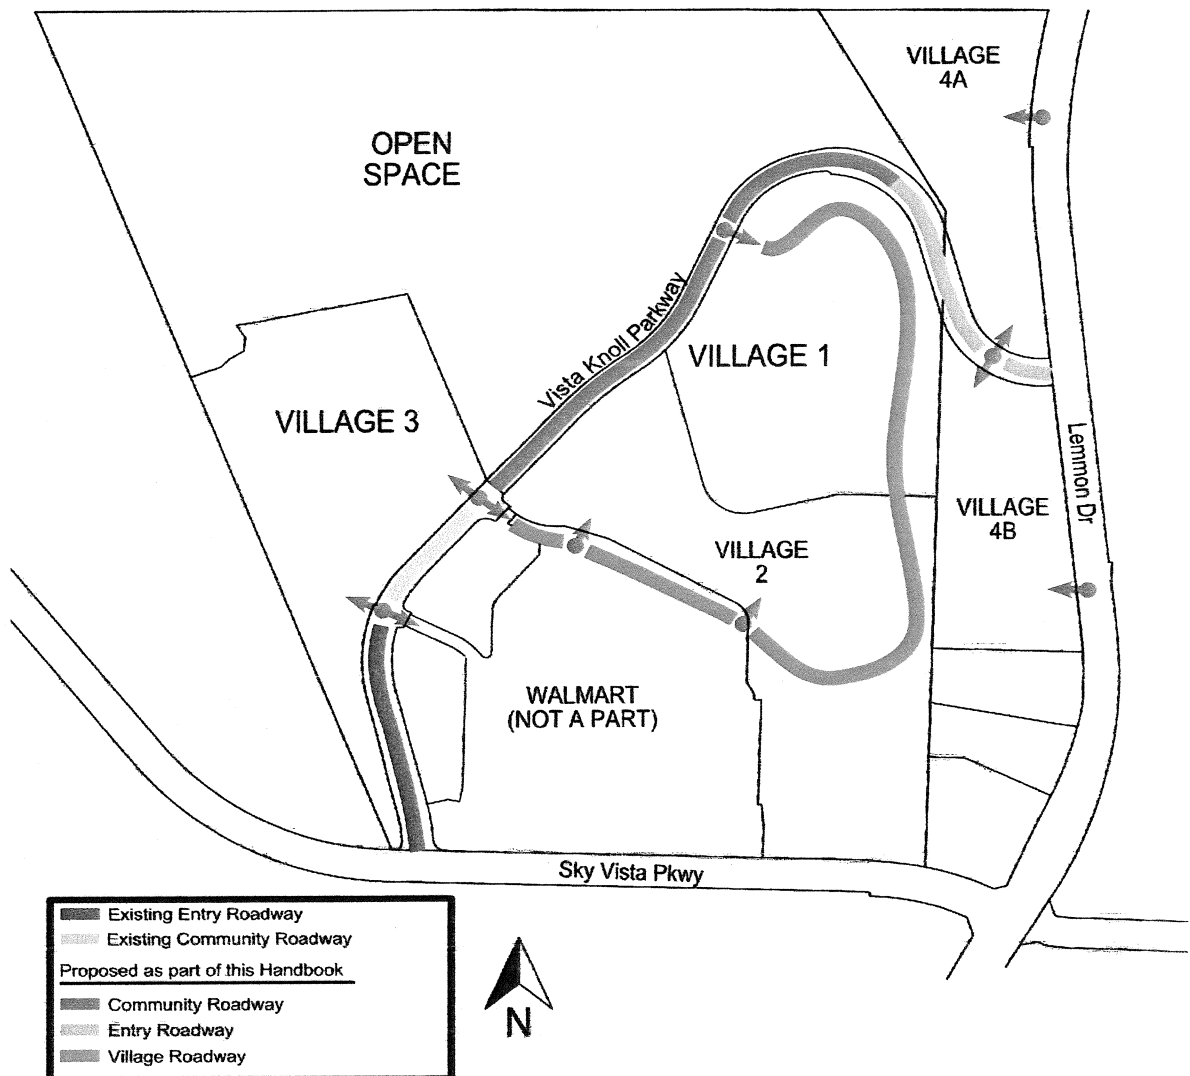 VILLAGE
4A
OPEN
SPACE
Vista Knoll Parkway
VILLAGE 1
VILLAGE 3
Lemmon Dr
VILLAGE
4B
VILLAGE
2
WALMART
(NOT A PART)
Sky Vista Pkwy
Existing Entry Roadway
Existing Community Roadway
Proposed as part of this Handbook
Community Roadway
Entry Roadway
Village Roadway
N